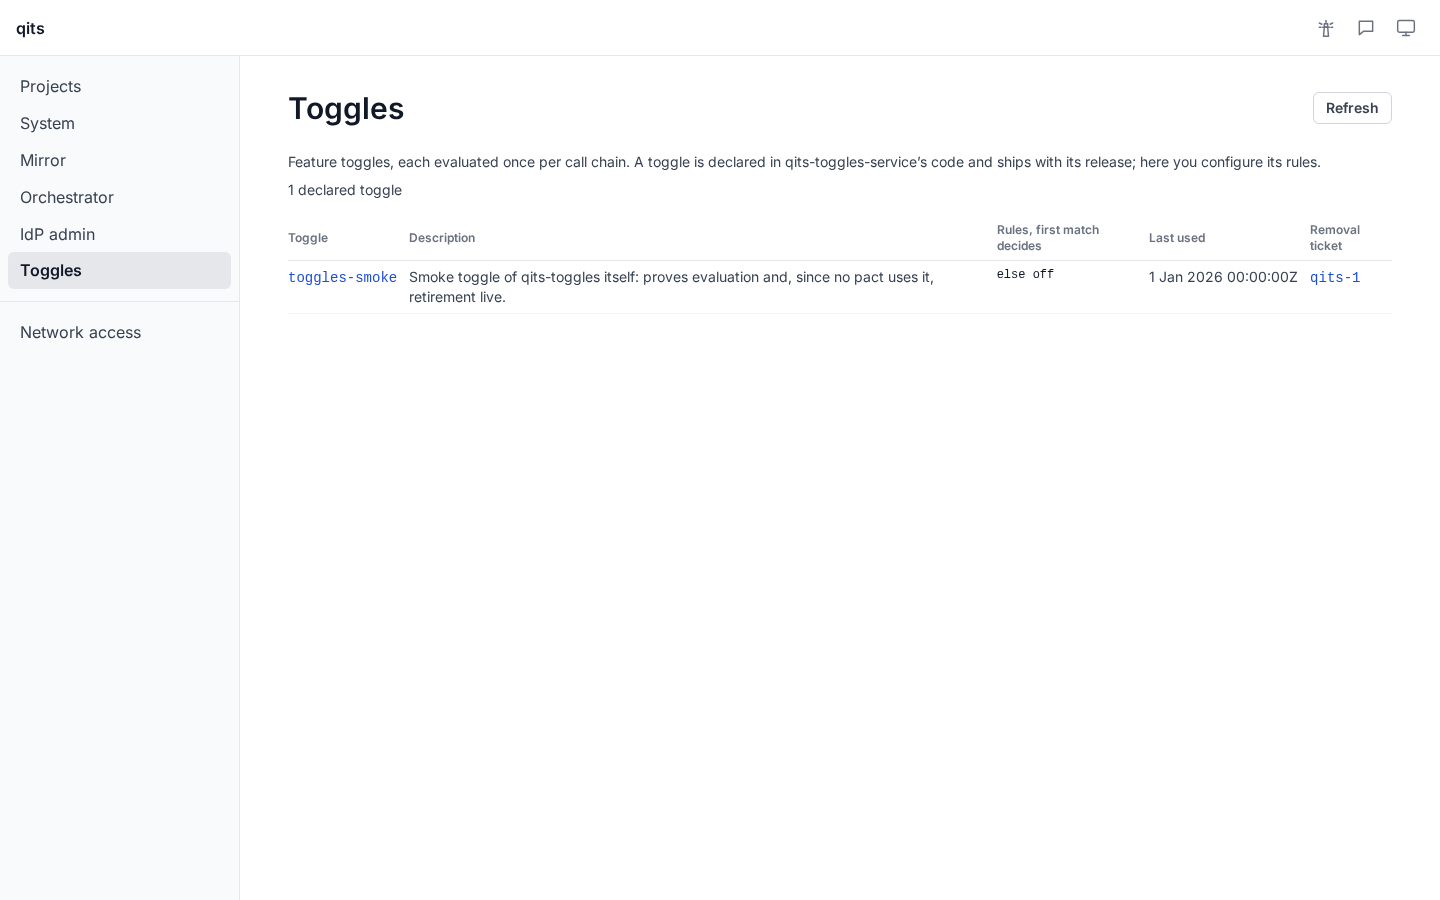 qits
Projects
System
Mirror
Orchestrator
IdP admin
Toggles
Network access
Toggles
Refresh
Feature toggles, each evaluated once per call chain. A toggle is declared in qits-toggles-service’s code and ships with its release; here you configure its rules.
1 declared toggle
Toggle
Description
Rules, first match
decides
Last used
Removal
ticket
toggles-smoke
Smoke toggle of qits-toggles itself: proves evaluation and, since no pact uses it,
retirement live.
else off
1 Jan 2026 00:00:00Z
qits-1